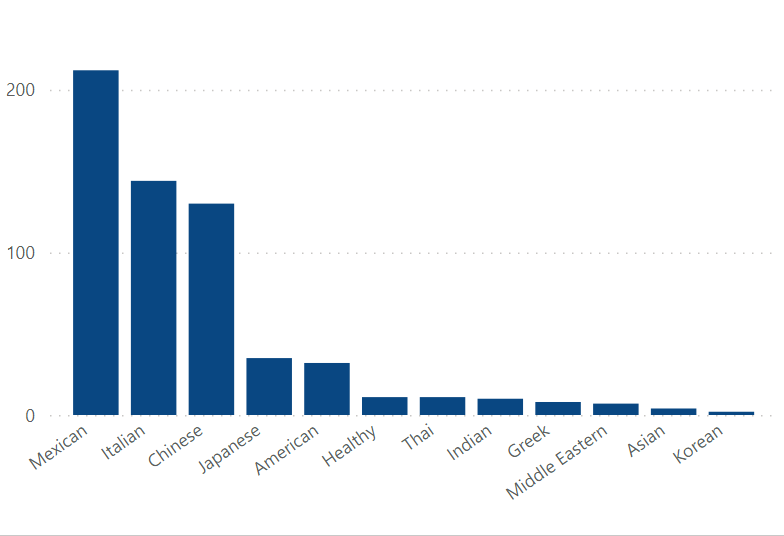 200
100
0
Mexican
Italian
Chinese
Japanese
American
Healthy
Thai
Indian
Greek
Middle Eastern
Asian
Korean